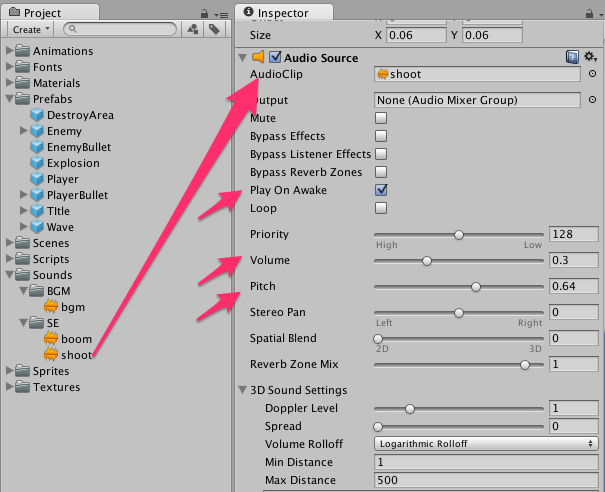 Project
Create
Animations
Fonts
Materials
Prefabs
DestroyArea
Enemy
EnemyBullet
Explosion
Player
PlayerBullet
TItle
Wave
Scenes
Scripts
Sounds
BGM
bgm
SE
boom
shoot
Sprites
Textures
Inspector
Size X 0.06 Y 0.06
Audio Source
AudioClip shoot
Output None (Audio Mixer Group)
Mute
Bypass Effects
Bypass Listener Effects
Bypass Reverb Zones
Play On Awake
Loop
Priority 128
High Low
Volume 0.3
Pitch 0.64
Stereo Pan 0
Left Right
Spatial Blend 0
2D 3D
Reverb Zone Mix 1
3D Sound Settings
Doppler Level 1
Spread 0
Volume Rolloff Logarithmic Rolloff
Min Distance 1
Max Distance 500